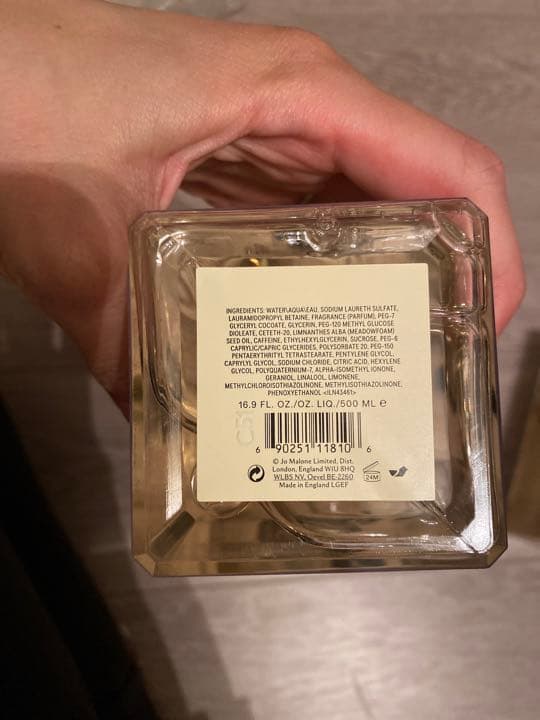 INGREDIENTS: WATER\AQUA\EAU, SODIUM LAURETH SULFATE,
LAURAMIDOPROPYL BETAINE, FRAGRANCE (PARFUM), PEG-7
GLYCERYL COCOATE, GLYCERIN, PEG-120 METHYL GLUCOSE
DIOLEATE, CETETH-20, LIMNANTHES ALBA (MEADOWFOAM)
SEED OIL, CAFFEINE, ETHYLHEXYLGLYCERIN, SUCROSE, PEG-6
CAPRYLIC/CAPRIC GLYCERIDES, POLYSORBATE 20, PEG-150
PENTAERYTHRITYL TETRASTEARATE, PENTYLENE GLYCOL,
CAPRYLYL GLYCOL, SODIUM CHLORIDE, CITRIC ACID, HEXYLENE
GLYCOL, POLYQUATERNIUM-7, ALPHA-ISOMETHYL IONONE,
GERANIOL, LINALOOL, LIMONENE,
METHYLCHLOROISOTHIAZOLINONE, METHYLISOTHIAZOLINONE,
PHENOXYETHANOL <ILN43461>
16.9 FL. OZ./OZ. LIQ./500 ML ℮
6 90251 11810 6
© Jo Malone Limited, Dist.
London, England W1U 8HQ
WLBS NV, Oevel BE-2260
Made in England LGEF
24M